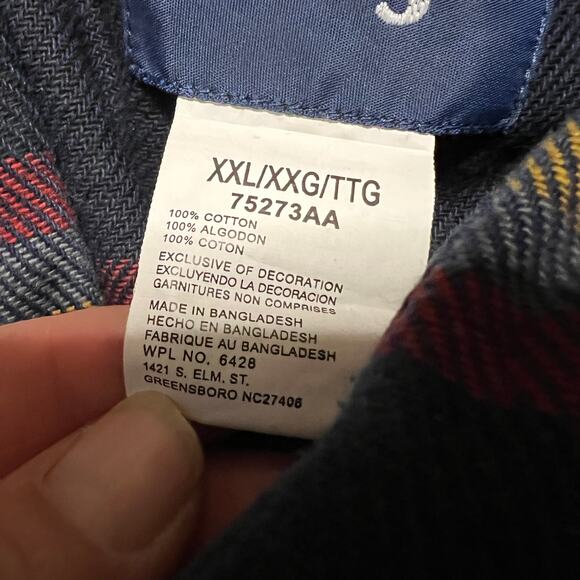 XXL/XXG/TTG
75273AA
100% COTTON
100% ALGODON
100% COTON
EXCLUSIVE OF DECORATION
EXCLUYENDO LA DECORACION
GARNITURES NON COMPRISES
MADE IN BANGLADESH
HECHO EN BANGLADESH
FABRIQUE AU BANGLADESH
WPL NO. 6428
1421 S. ELM. ST.
GREENSBORO NC27406